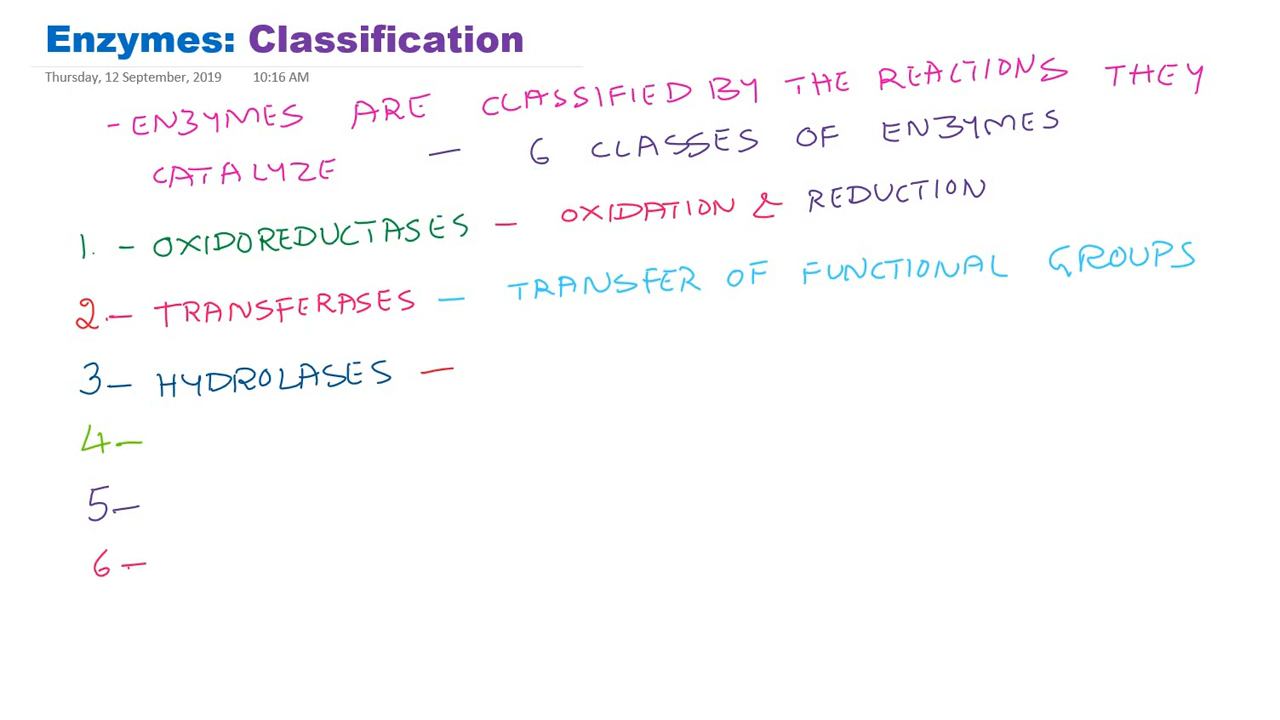 Enzymes: Classification
Thursday, 12 September, 2019 10:16 AM
- ENZYMES ARE CLASSIFIED BY THE REACTIONS THEY
CATALYZE — 6 CLASSES OF ENZYMES
1. - OXIDOREDUCTASES - OXIDATION & REDUCTION
2.- TRANSFERASES - TRANSFER OF FUNCTIONAL GROUPS
3- HYDROLASES -
4-
5-
6-